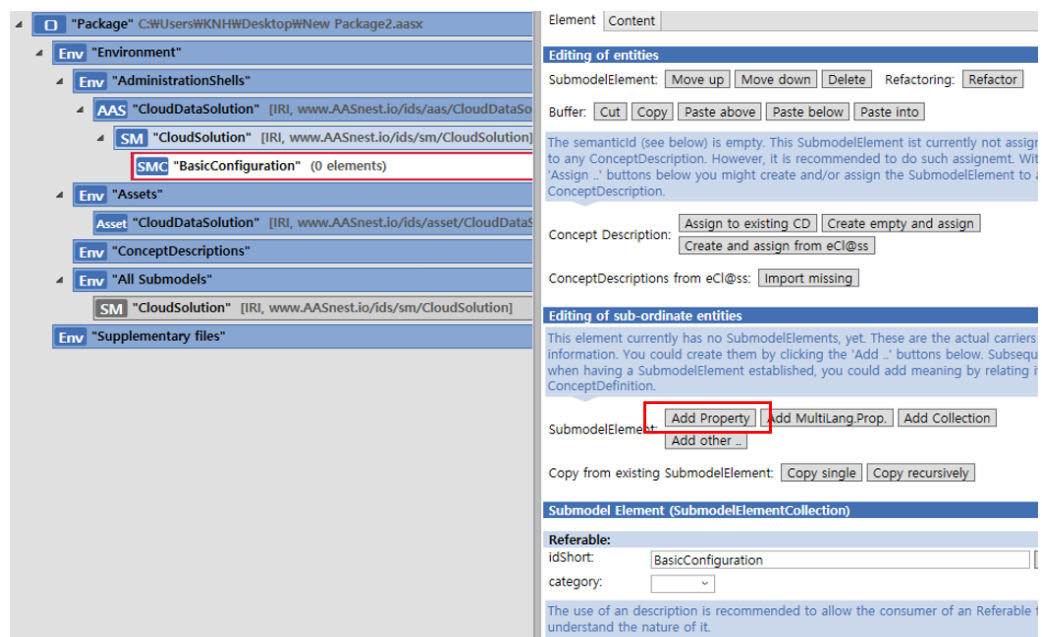 "Package" C:₩Users₩KNH₩Desktop₩New Package2.aasx
Env "Environment"
Env "AdministrationShells"
AAS "CloudDataSolution" [IRI, www.AASnest.io/ids/aas/CloudDataSo
SM "CloudSolution" [IRI, www.AASnest.io/ids/sm/CloudSolution]
SMC "BasicConfiguration" (0 elements)
Env "Assets"
Asset "CloudDataSolution" [IRI, www.AASnest.io/ids/asset/CloudDataS
Env "ConceptDescriptions"
Env "All Submodels"
SM "CloudSolution" [IRI, www.AASnest.io/ids/sm/CloudSolution]
Env "Supplementary files"
Element Content
Editing of entities
SubmodelElement: Move up Move down Delete Refactoring: Refactor
Buffer: Cut Copy Paste above Paste below Paste into
The semanticId (see below) is empty. This SubmodelElement ist currently not assign
to any ConceptDescription. However, it is recommended to do such assignemt. Wit
'Assign ..' buttons below you might create and/or assign the SubmodelElement to a
ConceptDescription.
Concept Description: Assign to existing CD Create empty and assign
Create and assign from eCl@ss
ConceptDescriptions from eCl@ss: Import missing
Editing of sub-ordinate entities
This element currently has no SubmodelElements, yet. These are the actual carriers
information. You could create them by clicking the 'Add ..' buttons below. Subsequ
when having a SubmodelElement established, you could add meaning by relating i
ConceptDefinition.
SubmodelElement: Add Property Add MultiLang.Prop. Add Collection
Add other ..
Copy from existing SubmodelElement: Copy single Copy recursively
Submodel Element (SubmodelElementCollection)
Referable:
idShort: BasicConfiguration
category:
The use of an description is recommended to allow the consumer of an Referable t
understand the nature of it.